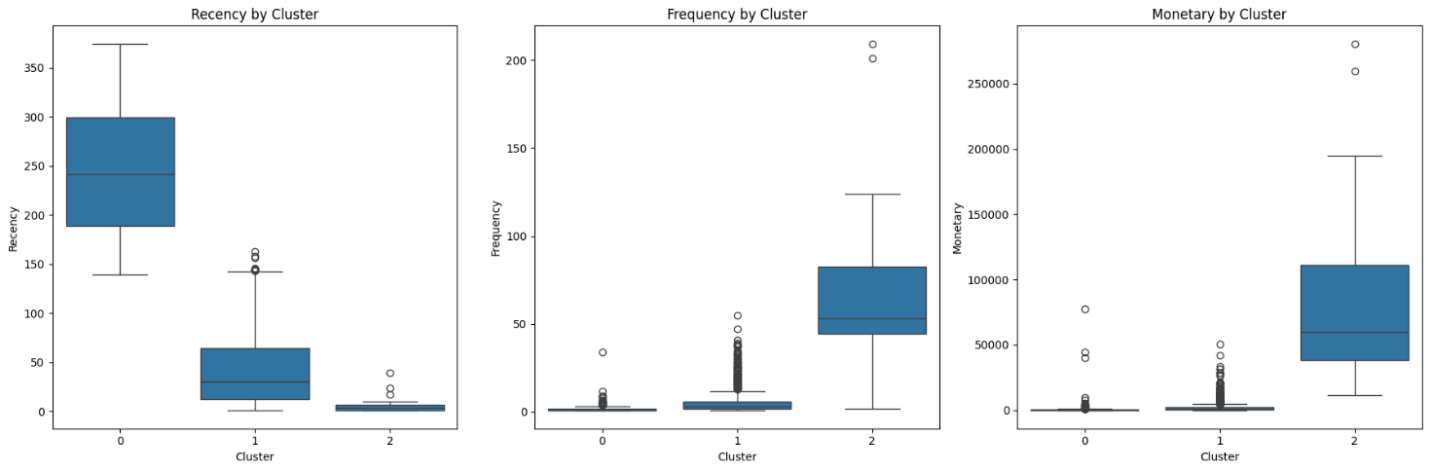 Recency by Cluster
Recency
350
300
250
200
150
100
50
0
0 1 2
Cluster
Frequency by Cluster
Frequency
200
150
100
50
0
0 1 2
Cluster
Monetary by Cluster
Monetary
250000
200000
150000
100000
50000
0
0 1 2
Cluster